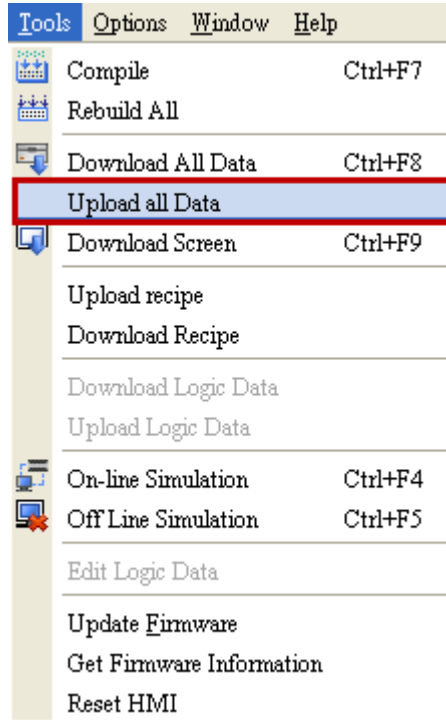 Tools Options Window Help
Compile Ctrl+F7
Rebuild All
Download All Data Ctrl+F8
Upload all Data
Download Screen Ctrl+F9
Upload recipe
Download Recipe
Download Logic Data
Upload Logic Data
On-line Simulation Ctrl+F4
Off Line Simulation Ctrl+F5
Edit Logic Data
Update Firmware
Get Firmware Information
Reset HMI